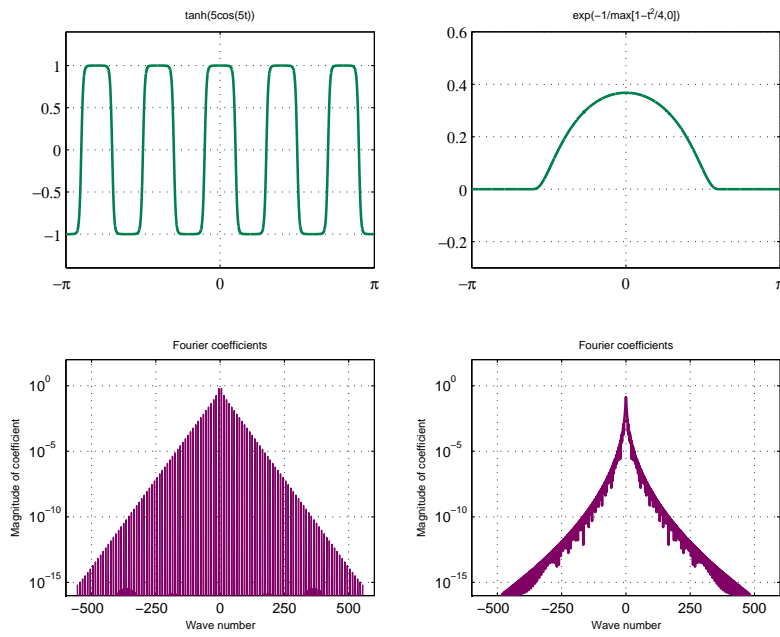 tanh(5cos(5t))
1
0.5
0
−0.5
−1
−π
0
π
exp(−1/max[1−t²/4,0])
0.6
0.4
0.2
0
−0.2
−π
0
π
Fourier coefficients
Magnitude of coefficient
10⁰
10⁻⁵
10⁻¹⁰
10⁻¹⁵
−500
−250
0
250
500
Wave number
Fourier coefficients
Magnitude of coefficient
10⁰
10⁻⁵
10⁻¹⁰
10⁻¹⁵
−500
−250
0
250
500
Wave number